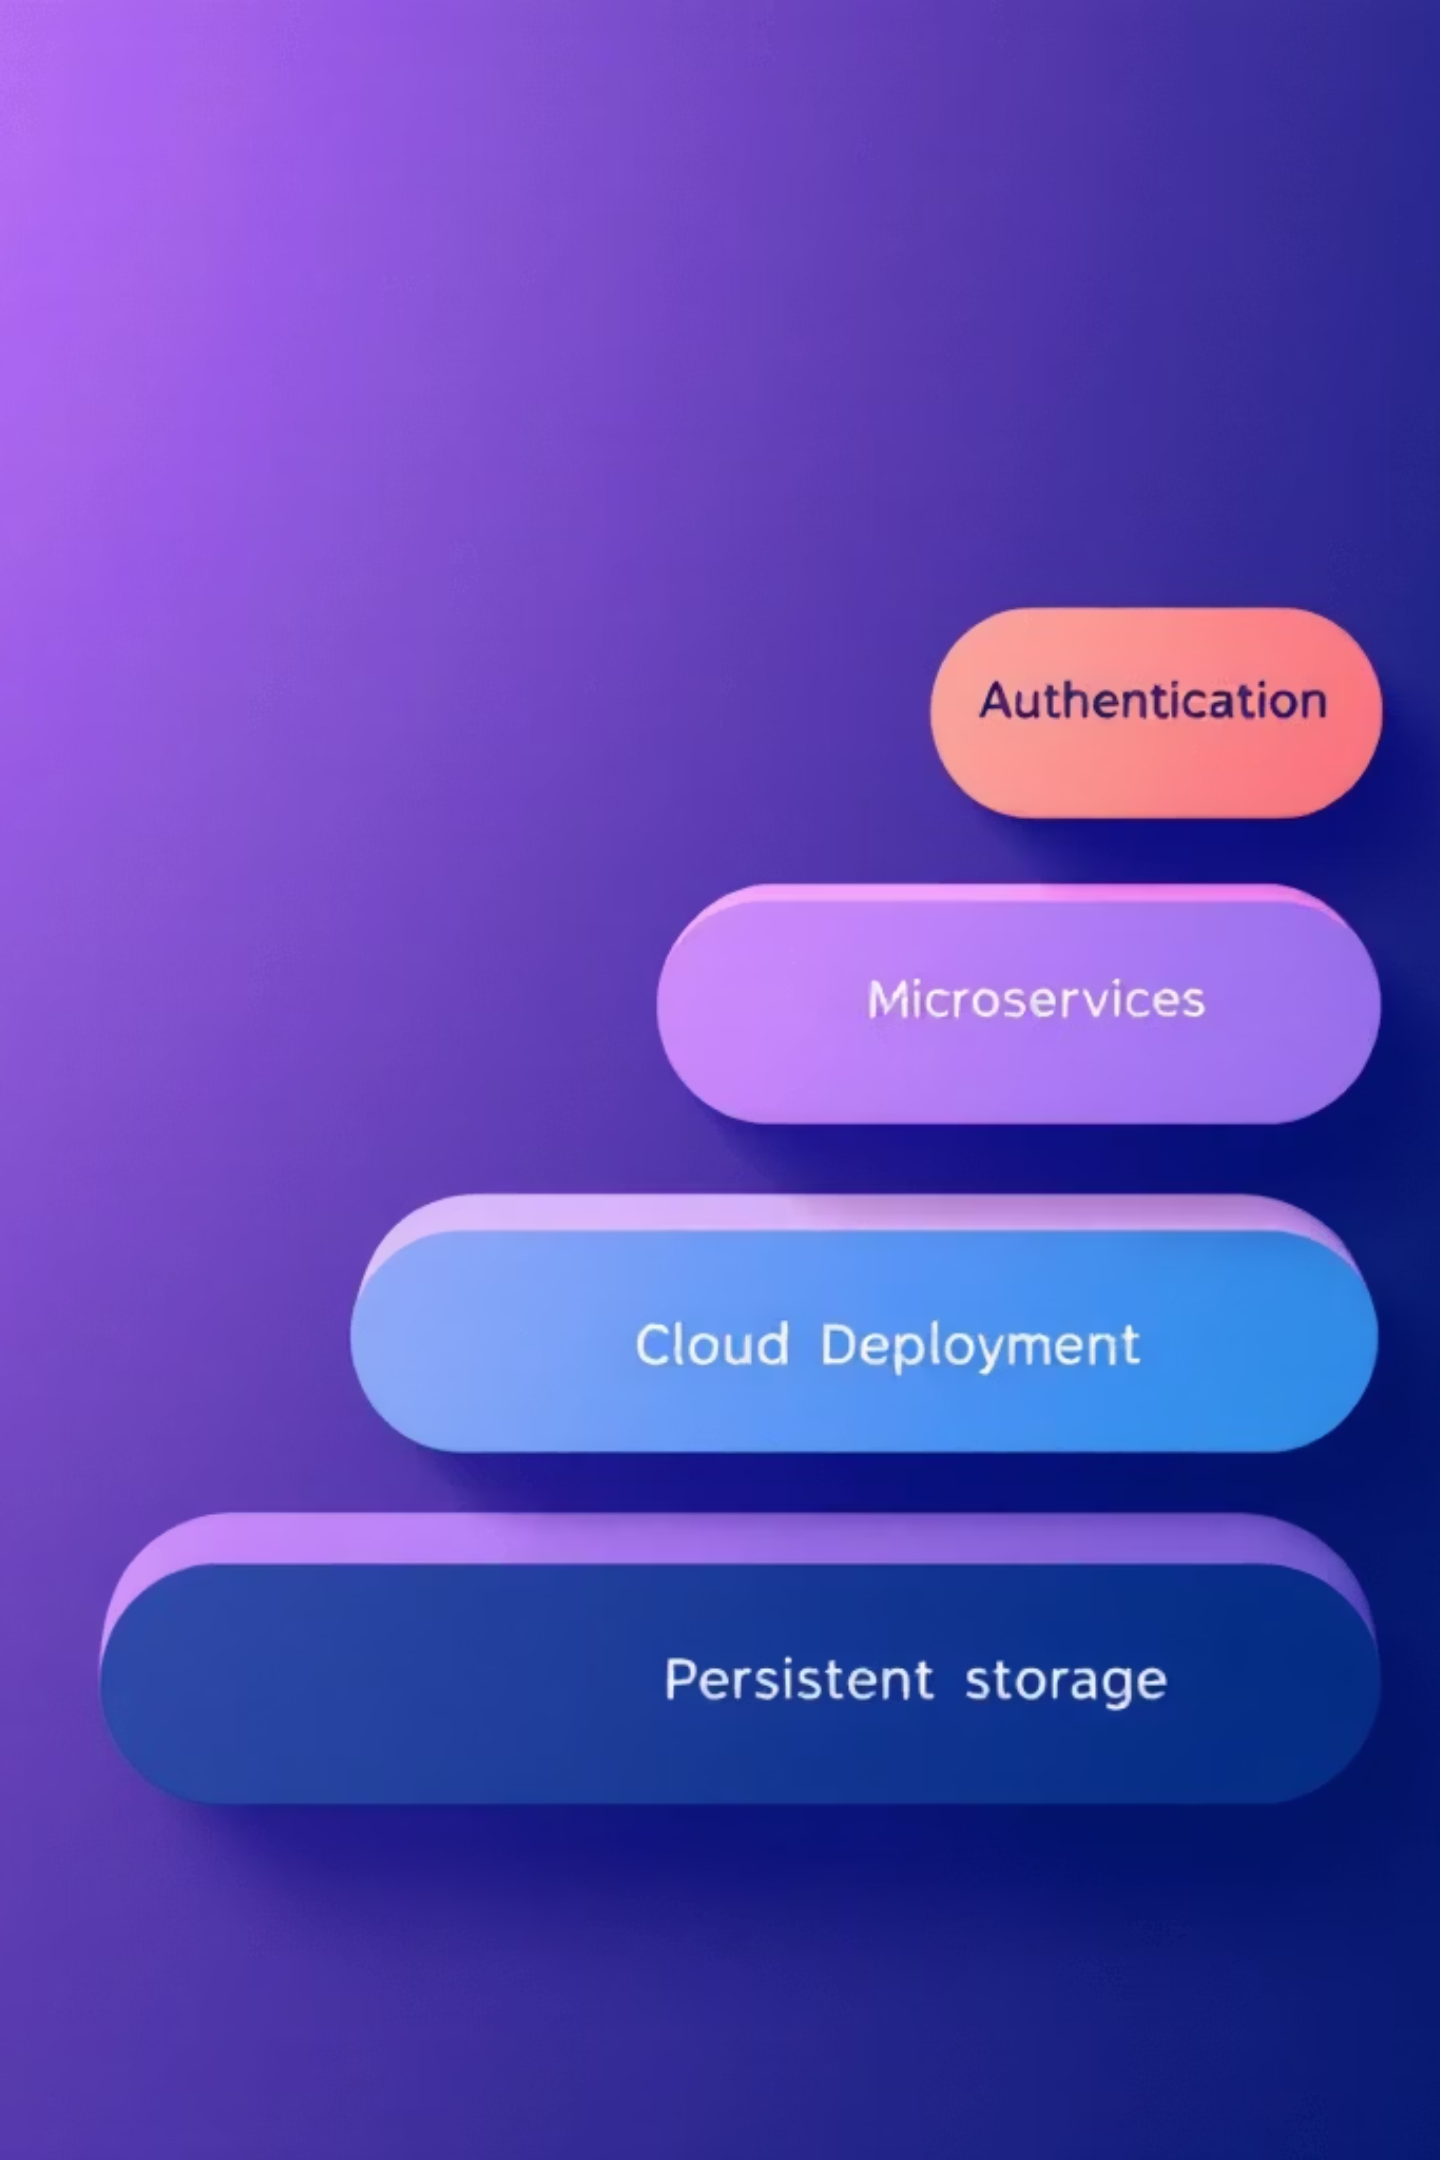 Authentication
Microservices
Cloud Deployment
Persistent storage